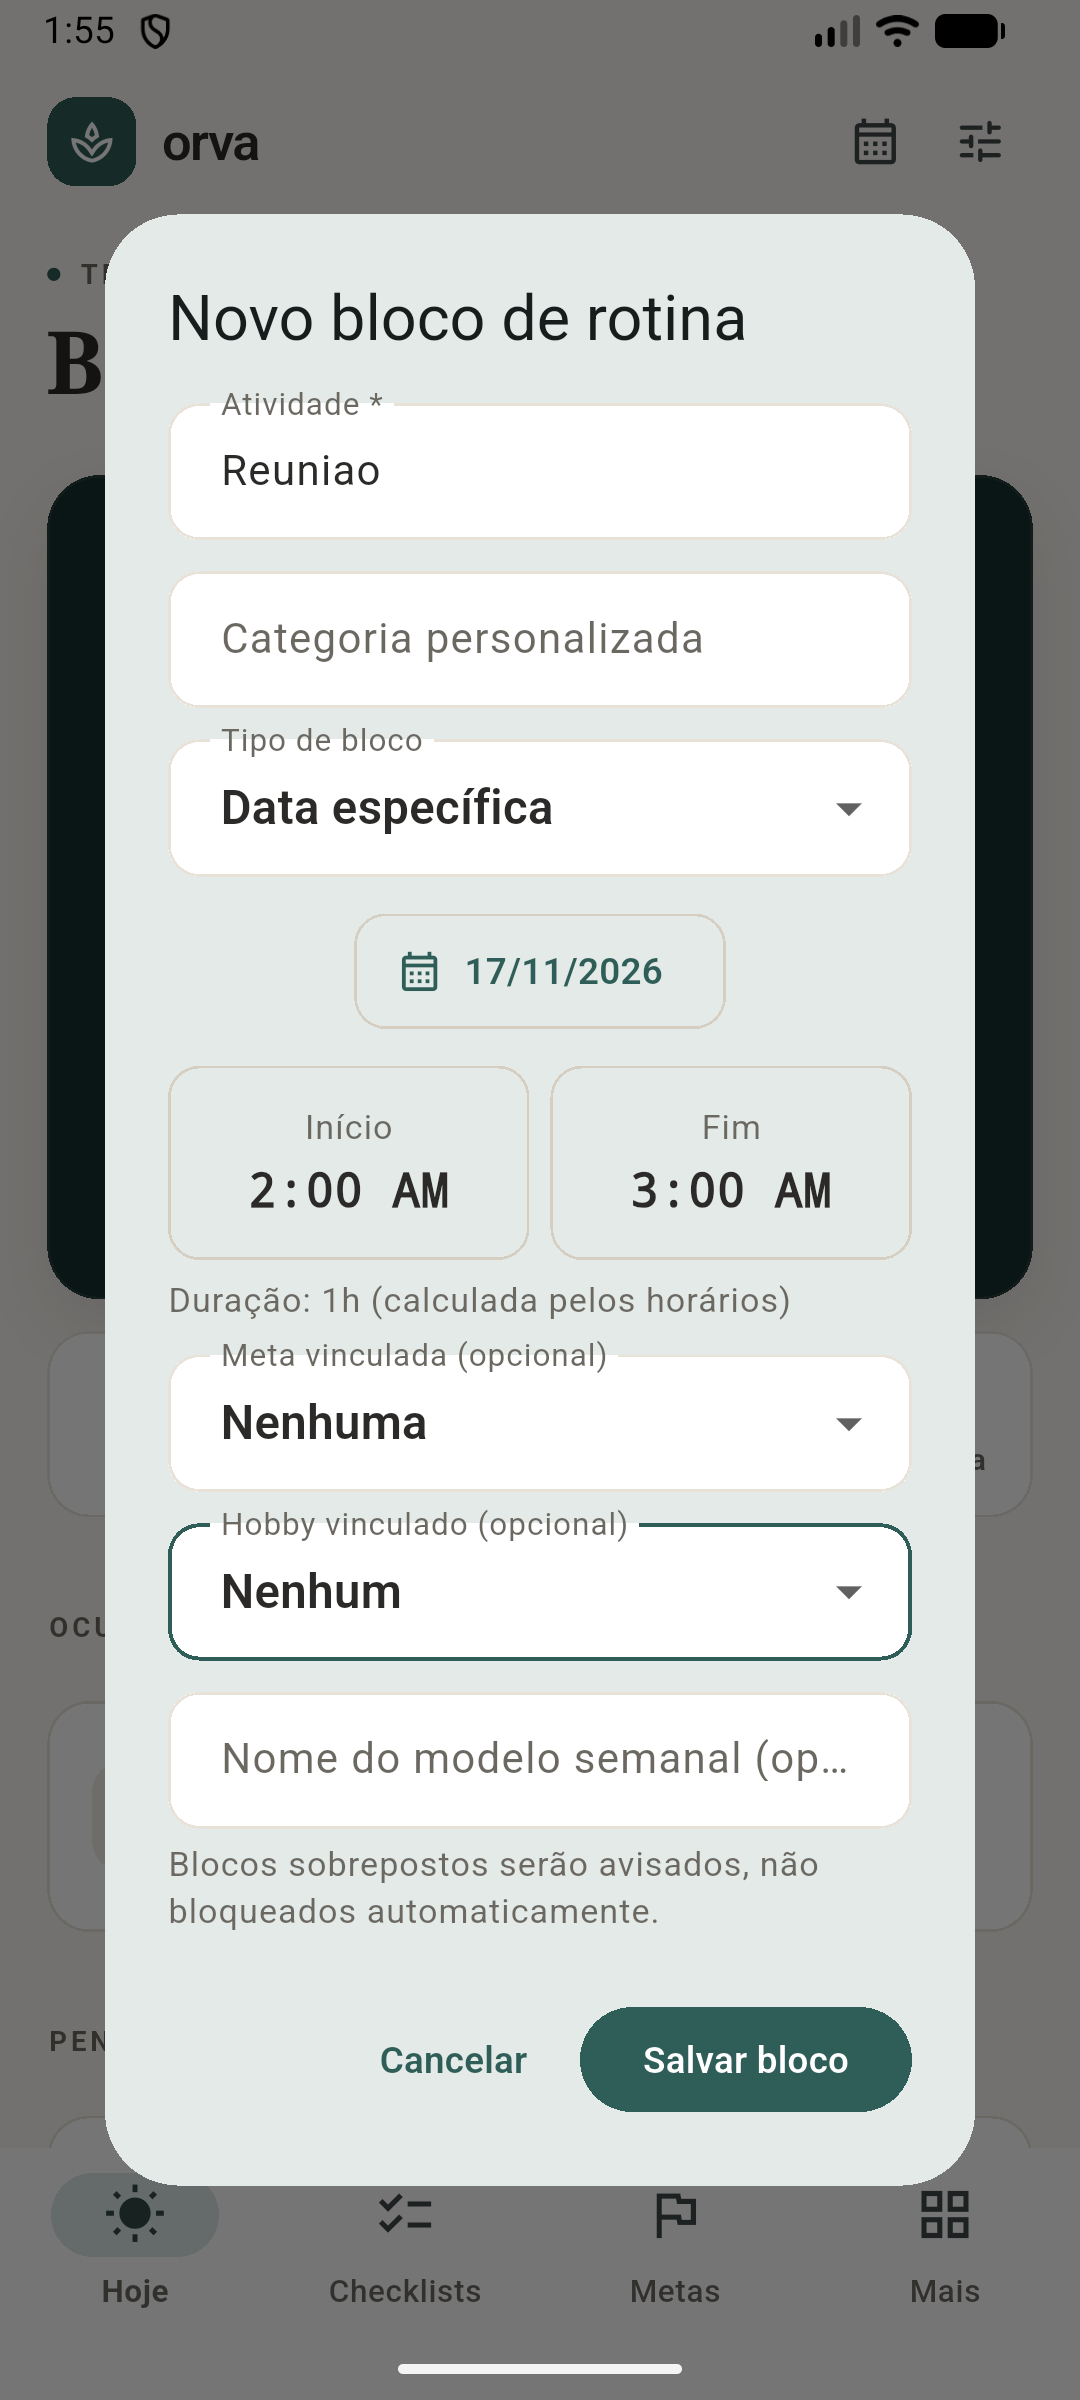 1:55
orva
Novo bloco de rotina
Atividade *
Reuniao
Categoria personalizada
Tipo de bloco
Data específica
17/11/2026
Início
2:00 AM
Fim
3:00 AM
Duração: 1h (calculada pelos horários)
Meta vinculada (opcional)
Nenhuma
Hobby vinculado (opcional)
Nenhum
Nome do modelo semanal (op…
Blocos sobrepostos serão avisados, não
bloqueados automaticamente.
Cancelar
Salvar bloco
Hoje
Checklists
Metas
Mais